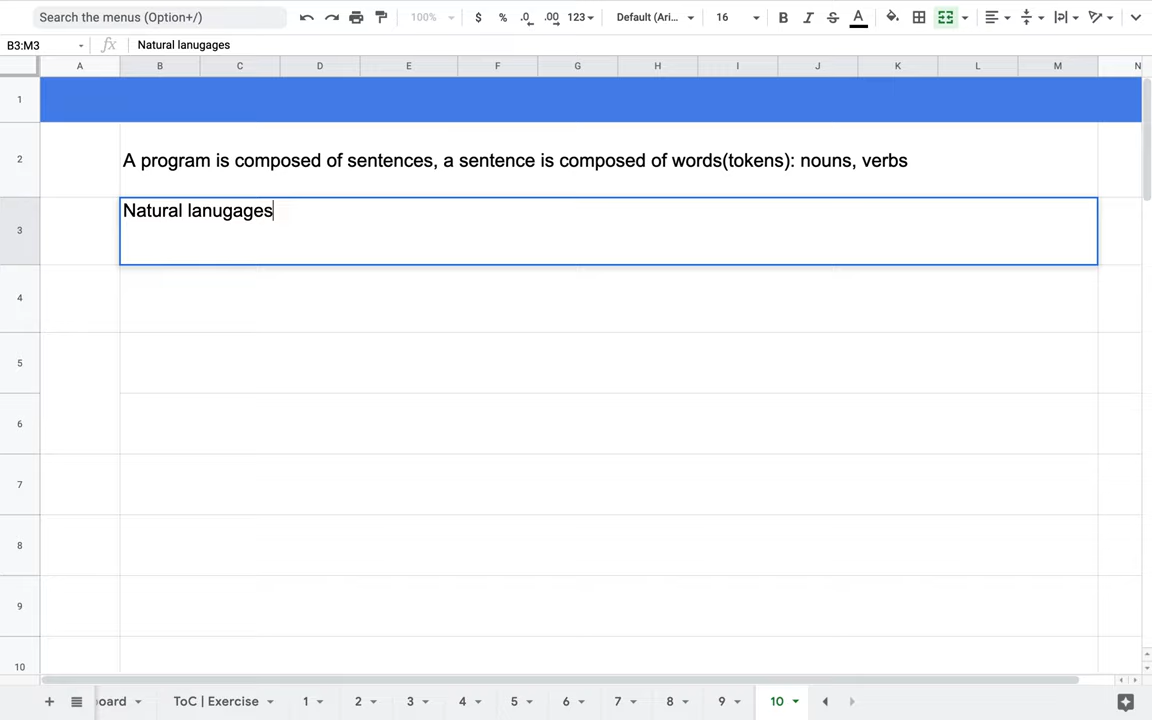 Search the menus (Option+/) 100% $ % .0 .00 123 Default (Ari... 16 B I S A
B3:M3 fx Natural lanugages
A B C D E F G H I J K L M N
1
2 A program is composed of sentences, a sentence is composed of words(tokens): nouns, verbs
3 Natural lanugages
4
5
6
7
8
9
10
board ToC | Exercise 1 2 3 4 5 6 7 8 9 10